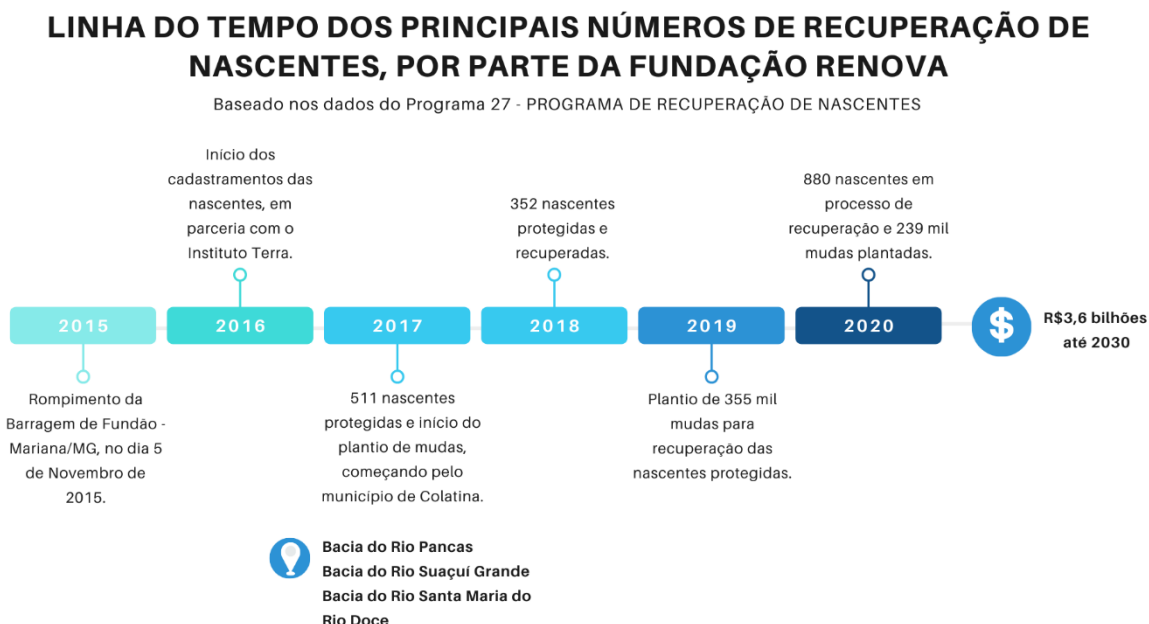 LINHA DO TEMPO DOS PRINCIPAIS NÚMEROS DE RECUPERAÇÃO DE
NASCENTES, POR PARTE DA FUNDAÇÃO RENOVA
Baseado nos dados do Programa 27 - PROGRAMA DE RECUPERAÇÃO DE NASCENTES
Início dos
cadastramentos das
nascentes, em
parceria com o
Instituto Terra.
352 nascentes
protegidas e
recuperadas.
880 nascentes em
processo de
recuperação e 239 mil
mudas plantadas.
2015
2016
2017
2018
2019
2020
$
R$3,6 bilhões
até 2030
Rompimento da
Barragem de Fundão -
Mariana/MG, no dia 5
de Novembro de
2015.
511 nascentes
protegidas e início do
plantio de mudas,
começando pelo
município de Colatina.
Plantio de 355 mil
mudas para
recuperação das
nascentes protegidas.
Bacia do Rio Pancas
Bacia do Rio Suaçuí Grande
Bacia do Rio Santa Maria do
Rio Doce